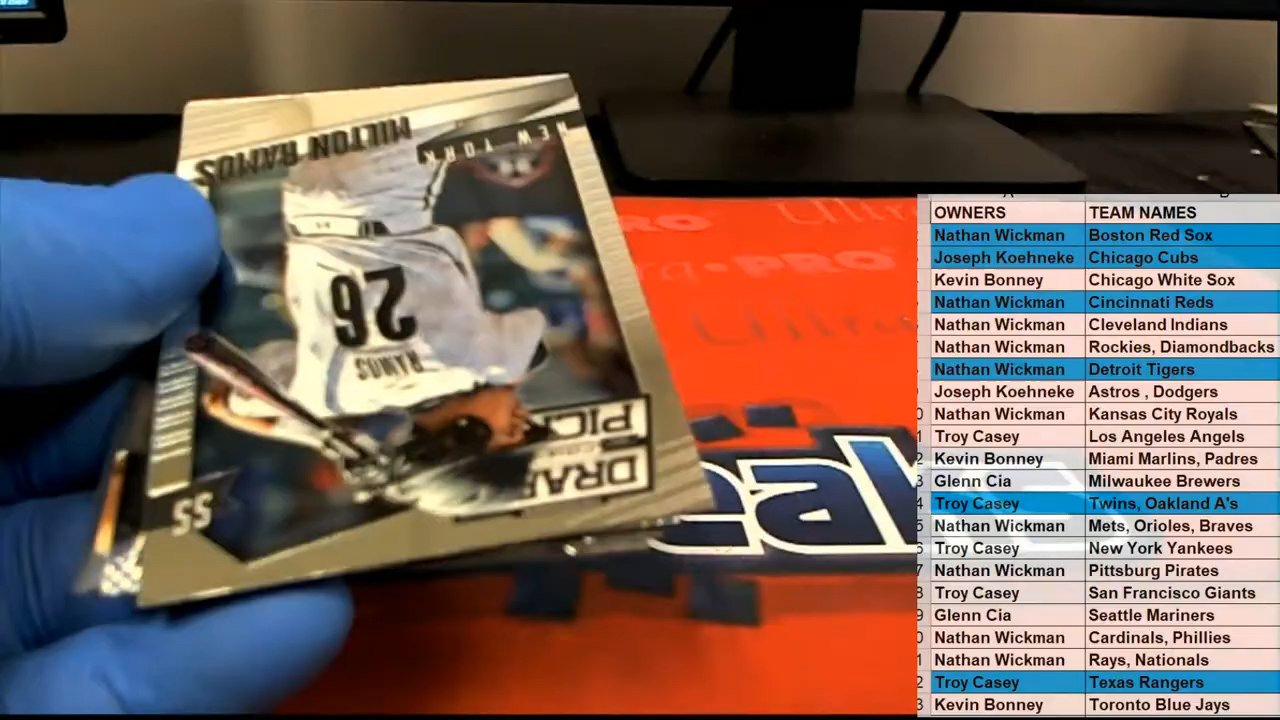 MILTON RAMOS
NEW YORK
26
RAMOS
SS
PRO
Ultra
PRO
Ultra
OWNERS TEAM NAMES
Nathan Wickman Boston Red Sox
Joseph Koehneke Chicago Cubs
Kevin Bonney Chicago White Sox
Nathan Wickman Cincinnati Reds
Nathan Wickman Cleveland Indians
Nathan Wickman Rockies, Diamondbacks
Nathan Wickman Detroit Tigers
Joseph Koehneke Astros , Dodgers
Nathan Wickman Kansas City Royals
Troy Casey Los Angeles Angels
Kevin Bonney Miami Marlins, Padres
Glenn Cia Milwaukee Brewers
Troy Casey Twins, Oakland A's
Nathan Wickman Mets, Orioles, Braves
Troy Casey New York Yankees
Nathan Wickman Pittsburg Pirates
Troy Casey San Francisco Giants
Glenn Cia Seattle Mariners
Nathan Wickman Cardinals, Phillies
Nathan Wickman Rays, Nationals
Troy Casey Texas Rangers
Kevin Bonney Toronto Blue Jays